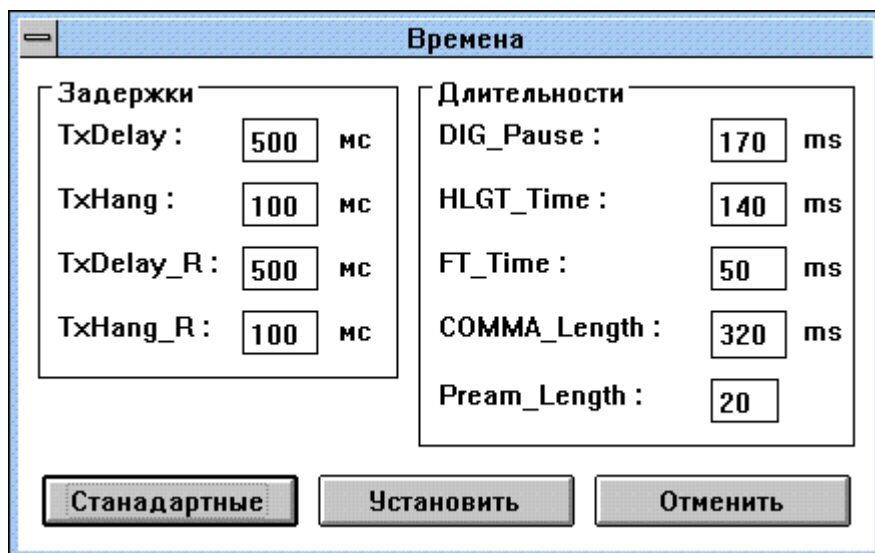 Времена
Задержки
TxDelay : 500 мс
TxHang : 100 мс
TxDelay_R : 500 мс
TxHang_R : 100 мс
Длительности
DIG_Pause : 170 ms
HLGT_Time : 140 ms
FT_Time : 50 ms
COMMA_Length : 320 ms
Pream_Length : 20
Станадартные
Установить
Отменить